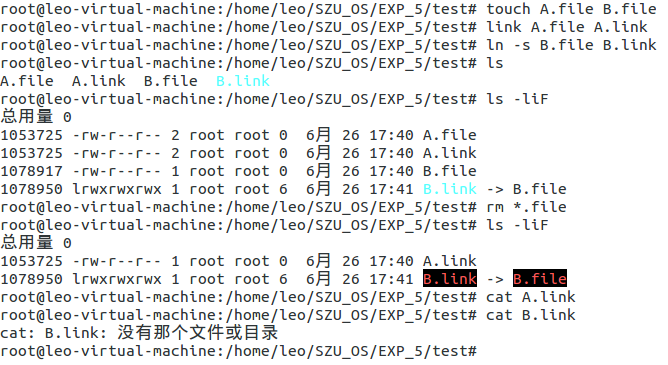 root@leo-virtual-machine:/home/leo/SZU_OS/EXP_5/test# touch A.file B.file
root@leo-virtual-machine:/home/leo/SZU_OS/EXP_5/test# link A.file A.link
root@leo-virtual-machine:/home/leo/SZU_OS/EXP_5/test# ln -s B.file B.link
root@leo-virtual-machine:/home/leo/SZU_OS/EXP_5/test# ls
A.file  A.link  B.file  B.link
root@leo-virtual-machine:/home/leo/SZU_OS/EXP_5/test# ls -liF
总用量 0
1053725 -rw-r--r-- 2 root root 0  6月 26 17:40 A.file
1053725 -rw-r--r-- 2 root root 0  6月 26 17:40 A.link
1078917 -rw-r--r-- 1 root root 0  6月 26 17:40 B.file
1078950 lrwxrwxrwx 1 root root 6  6月 26 17:41 B.link -> B.file
root@leo-virtual-machine:/home/leo/SZU_OS/EXP_5/test# rm *.file
root@leo-virtual-machine:/home/leo/SZU_OS/EXP_5/test# ls -liF
总用量 0
1053725 -rw-r--r-- 1 root root 0  6月 26 17:40 A.link
1078950 lrwxrwxrwx 1 root root 6  6月 26 17:41 B.link -> B.file
root@leo-virtual-machine:/home/leo/SZU_OS/EXP_5/test# cat A.link
root@leo-virtual-machine:/home/leo/SZU_OS/EXP_5/test# cat B.link
cat: B.link: 没有那个文件或目录
root@leo-virtual-machine:/home/leo/SZU_OS/EXP_5/test#